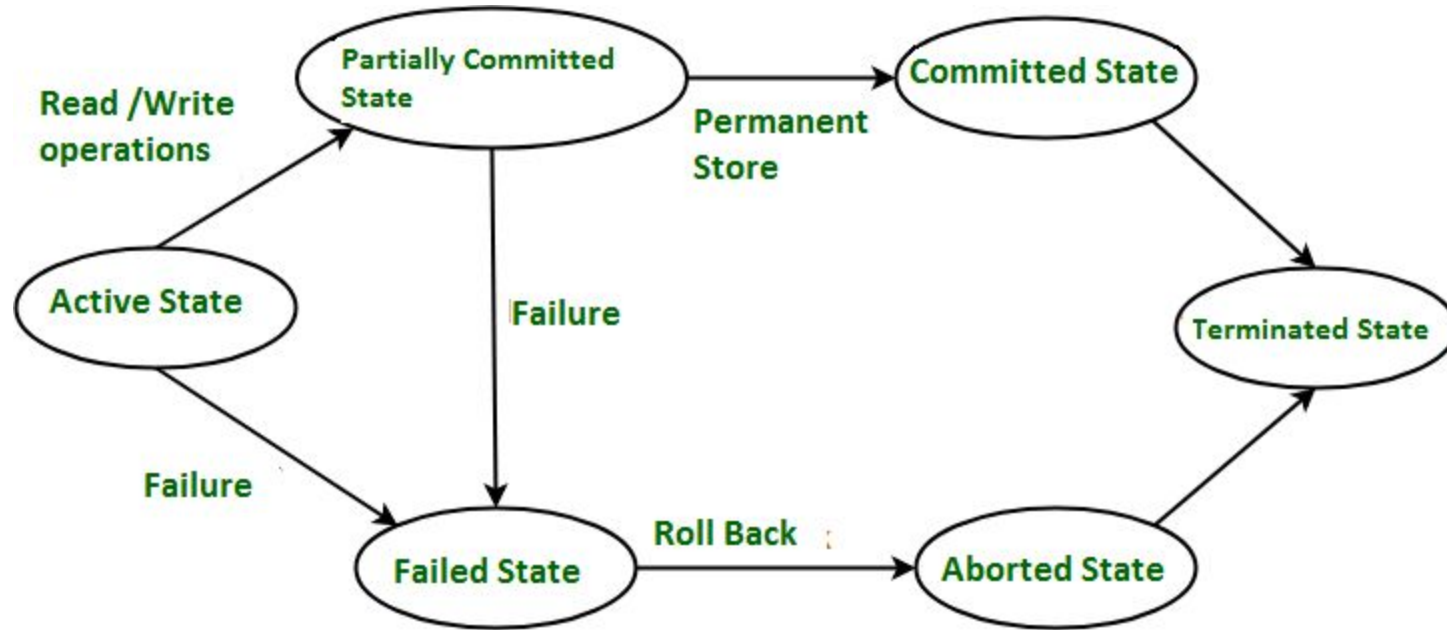 Partially Committed
State
Committed State
Read /Write
operations
Permanent
Store
Active State
Failure
Terminated State
Failure
Roll Back
Failed State
Aborted State